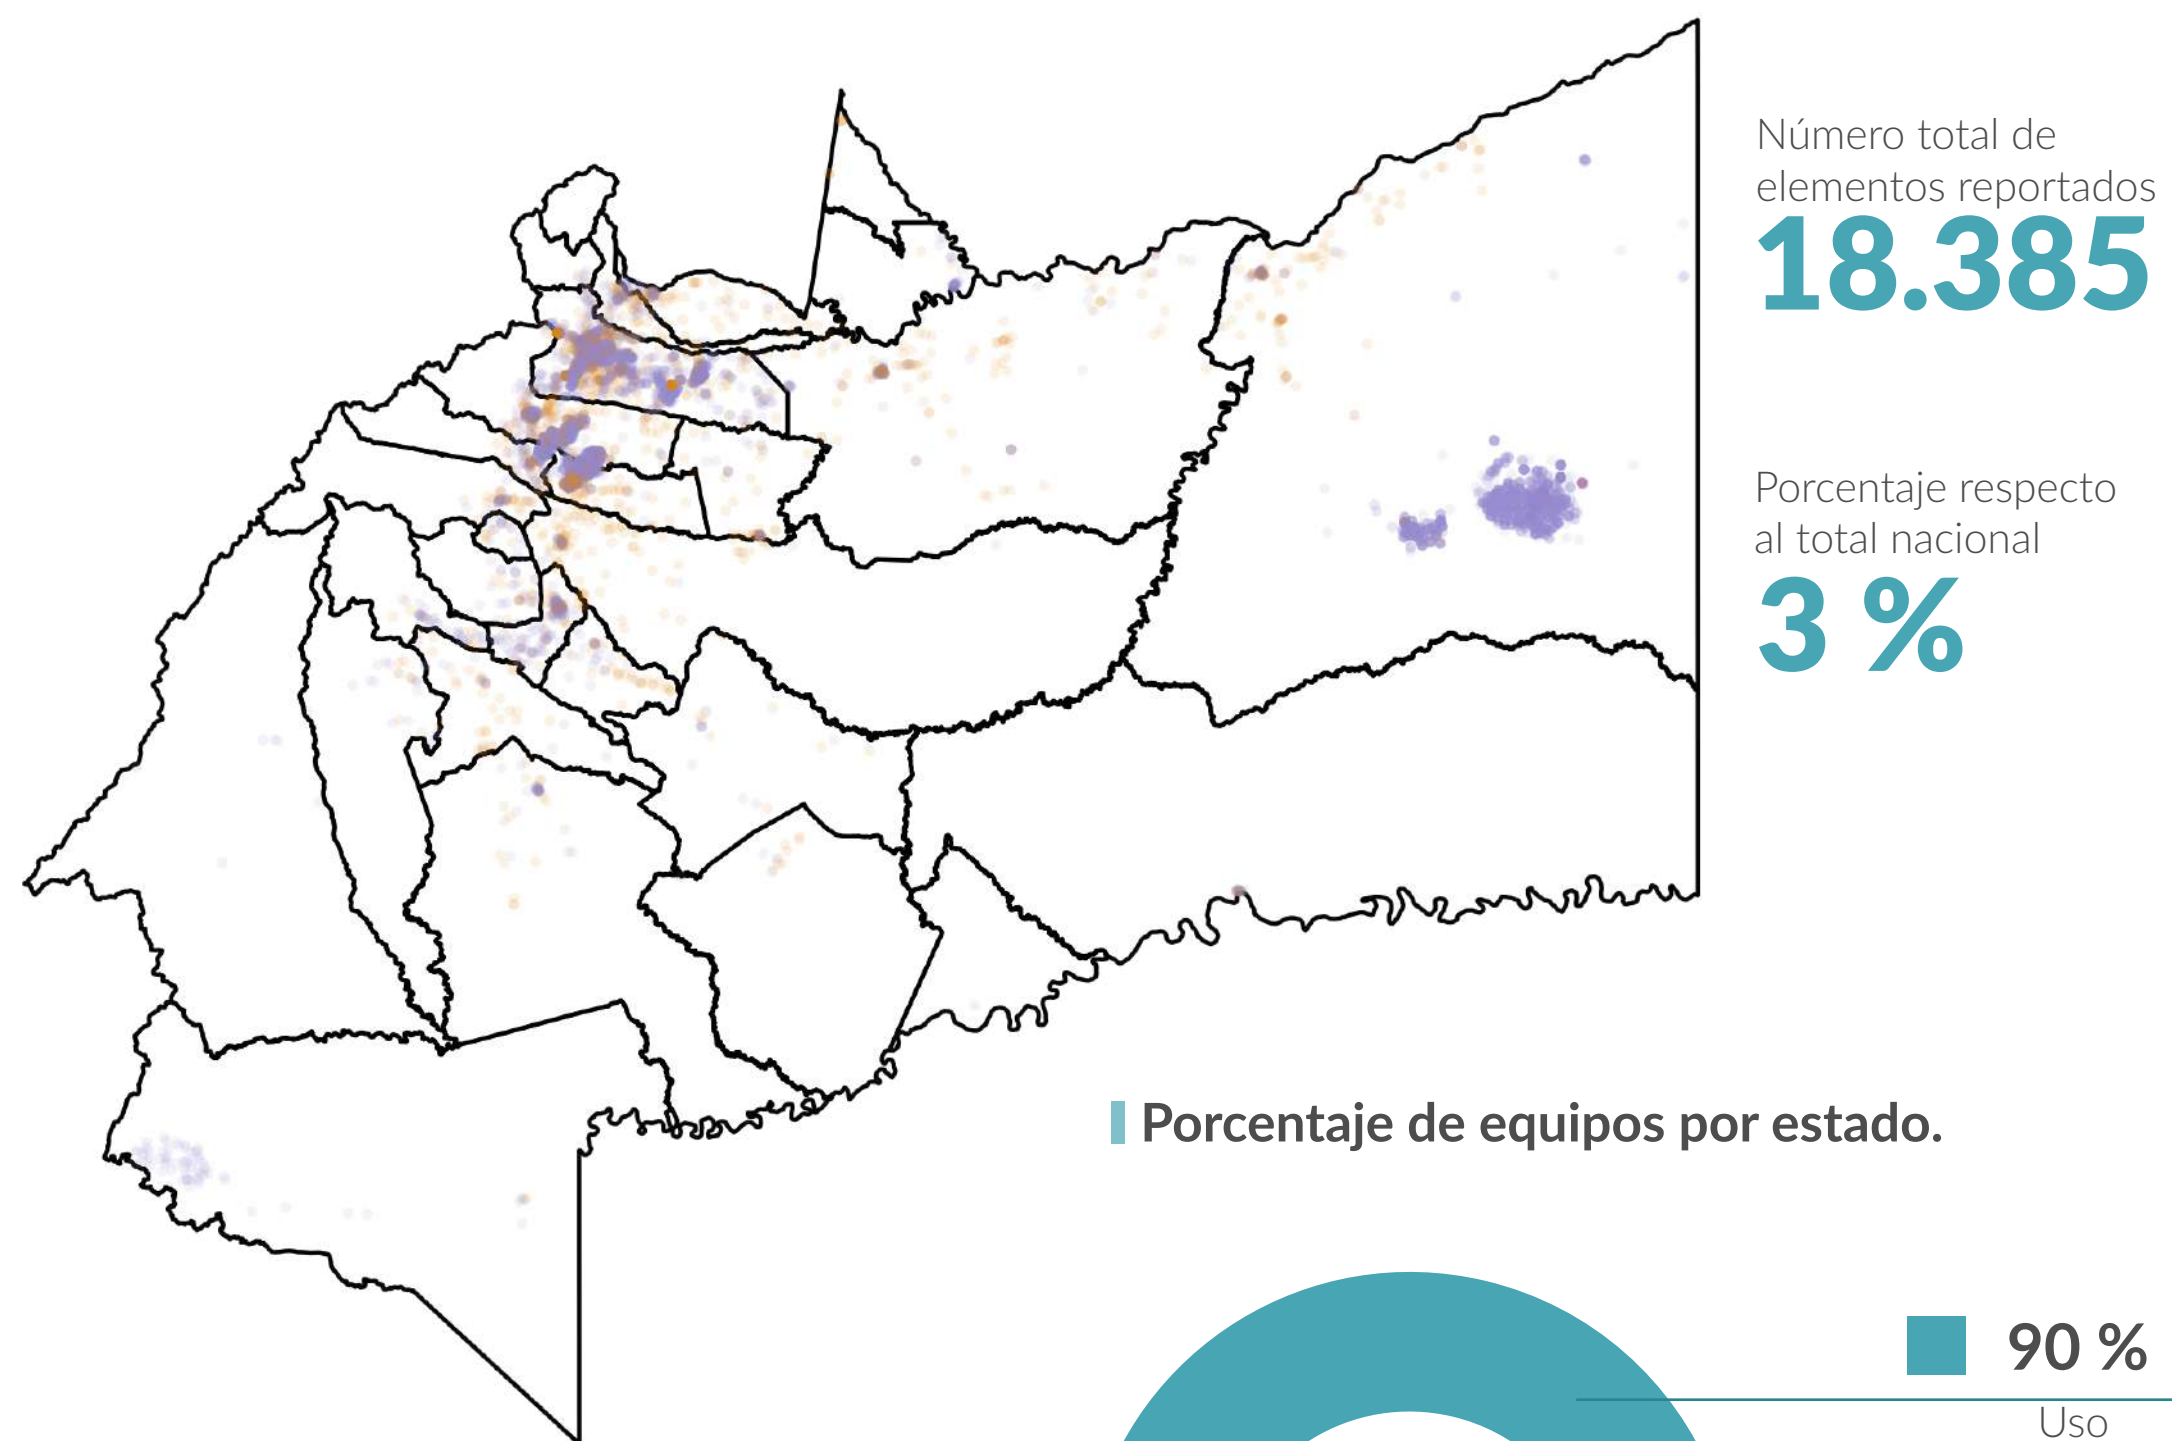 Número total de
elementos reportados
18.385
Porcentaje respecto
al total nacional
3 %
Porcentaje de equipos por estado.
90 %
Uso